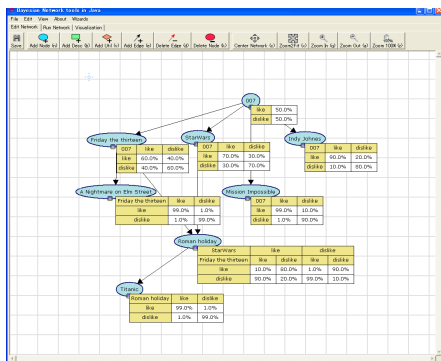 Bayesian Network tools in Java
File Edit View About Wizards
Edit Network Run Network Visualization
Save Add Node (n) Add Desc (g) Add Util (u) Add Edge (e) Delete Edge (d) Delete Node (k) Center Network (c) Zoom2Fit (z) Zoom In (g) Zoom Out (j) Zoom 100% (x)
007
like 50.0%
dislike 50.0%
Friday the thirteen
007 like dislike
like 60.0% 40.0%
dislike 40.0% 60.0%
StarWars
007 like dislike
like 70.0% 30.0%
dislike 30.0% 70.0%
Indy Johnes
007 like dislike
like 90.0% 20.0%
dislike 10.0% 60.0%
A Nightmare on Elm Street
Friday the thirteen like dislike
like 99.0% 1.0%
dislike 1.0% 99.0%
Mission Impossible
007 like dislike
like 99.0% 10.0%
dislike 1.0% 90.0%
Roman holiday
StarWars like dislike
Friday the thirteen like dislike like dislike
like 10.0% 80.0% 1.0% 90.0%
dislike 90.0% 20.0% 99.0% 10.0%
Titanic
Roman holiday like dislike
like 99.0% 1.0%
dislike 1.0% 99.0%